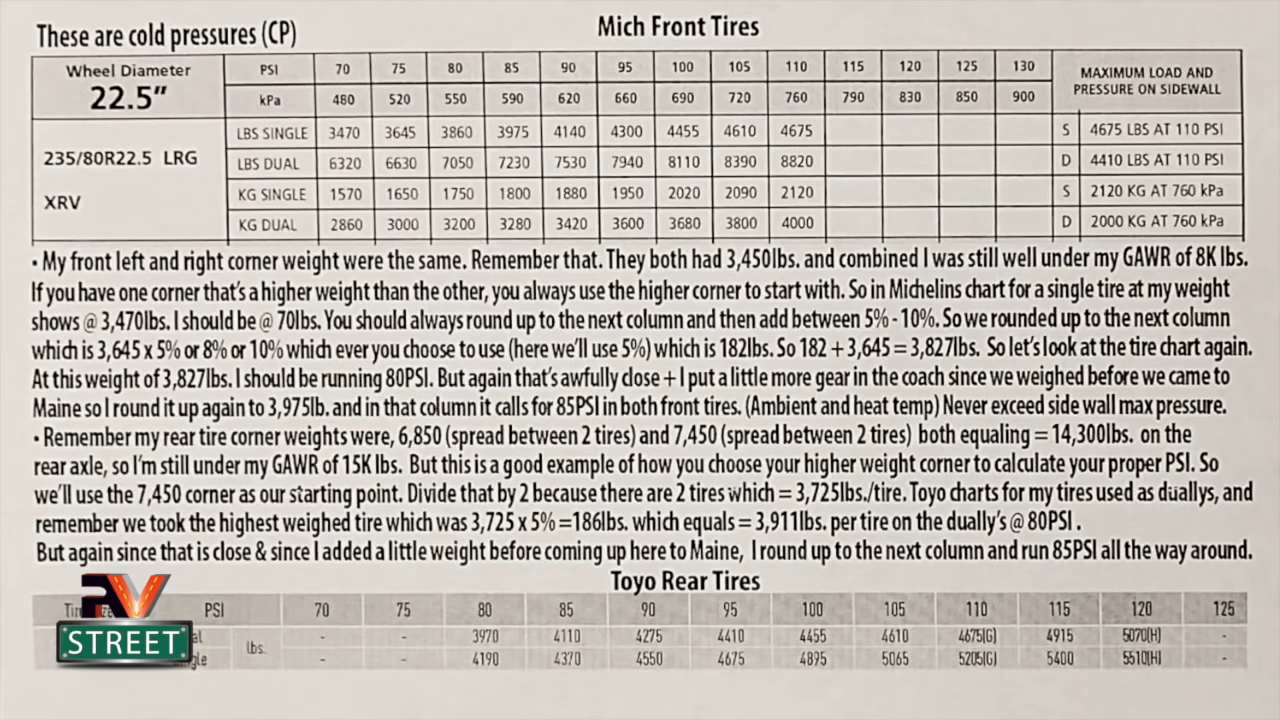 These are cold pressures (CP)
Mich Front Tires
Wheel Diameter 22.5" PSI 70 75 80 85 90 95 100 105 110 115 120 125 130 MAXIMUM LOAD AND PRESSURE ON SIDEWALL
kPa 480 520 550 590 620 660 690 720 760 790 830 850 900
235/80R22.5 LRG LBS SINGLE 3470 3645 3860 3975 4140 4300 4455 4610 4675 S 4675 LBS AT 110 PSI
LBS DUAL 6320 6630 7050 7230 7530 7940 8110 8390 8820 D 4410 LBS AT 110 PSI
XRV KG SINGLE 1570 1650 1750 1800 1880 1950 2020 2090 2120 S 2120 KG AT 760 kPa
KG DUAL 2860 3000 3200 3280 3420 3600 3680 3800 4000 D 2000 KG AT 760 kPa
• My front left and right corner weight were the same. Remember that. They both had 3,450lbs. and combined I was still well under my GAWR of 8K lbs.
If you have one corner that's a higher weight than the other, you always use the higher corner to start with. So in Michelins chart for a single tire at my weight
shows @ 3,470lbs. I should be @ 70lbs. You should always round up to the next column and then add between 5% - 10%. So we rounded up to the next column
which is 3,645 x 5% or 8% or 10% which ever you choose to use (here we'll use 5%) which is 182lbs. So 182 + 3,645 = 3,827lbs. So let's look at the tire chart again.
At this weight of 3,827lbs. I should be running 80PSI. But again that's awfully close + I put a little more gear in the coach since we weighed before we came to
Maine so I round it up again to 3,975lb. and in that column it calls for 85PSI in both front tires. (Ambient and heat temp) Never exceed side wall max pressure.
• Remember my rear tire corner weights were, 6,850 (spread between 2 tires) and 7,450 (spread between 2 tires) both equaling = 14,300lbs. on the
rear axle, so I'm still under my GAWR of 15K lbs. But this is a good example of how you choose your higher weight corner to calculate your proper PSI. So
we'll use the 7,450 corner as our starting point. Divide that by 2 because there are 2 tires which = 3,725lbs./tire. Toyo charts for my tires used as duallys, and
remember we took the highest weighed tire which was 3,725 x 5% =186lbs. which equals = 3,911lbs. per tire on the dually's @ 80PSI .
But again since that is close & since I added a little weight before coming up here to Maine, I round up to the next column and run 85PSI all the way around.
Toyo Rear Tires
PSI 70 75 80 85 90 95 100 105 110 115 120 125
lbs. - - 3970 4110 4275 4410 4455 4610 4675(G) 4915 5070(H) -
- - 4190 4370 4550 4675 4895 5065 5205(G) 5400 5510(H) -
RV
STREET